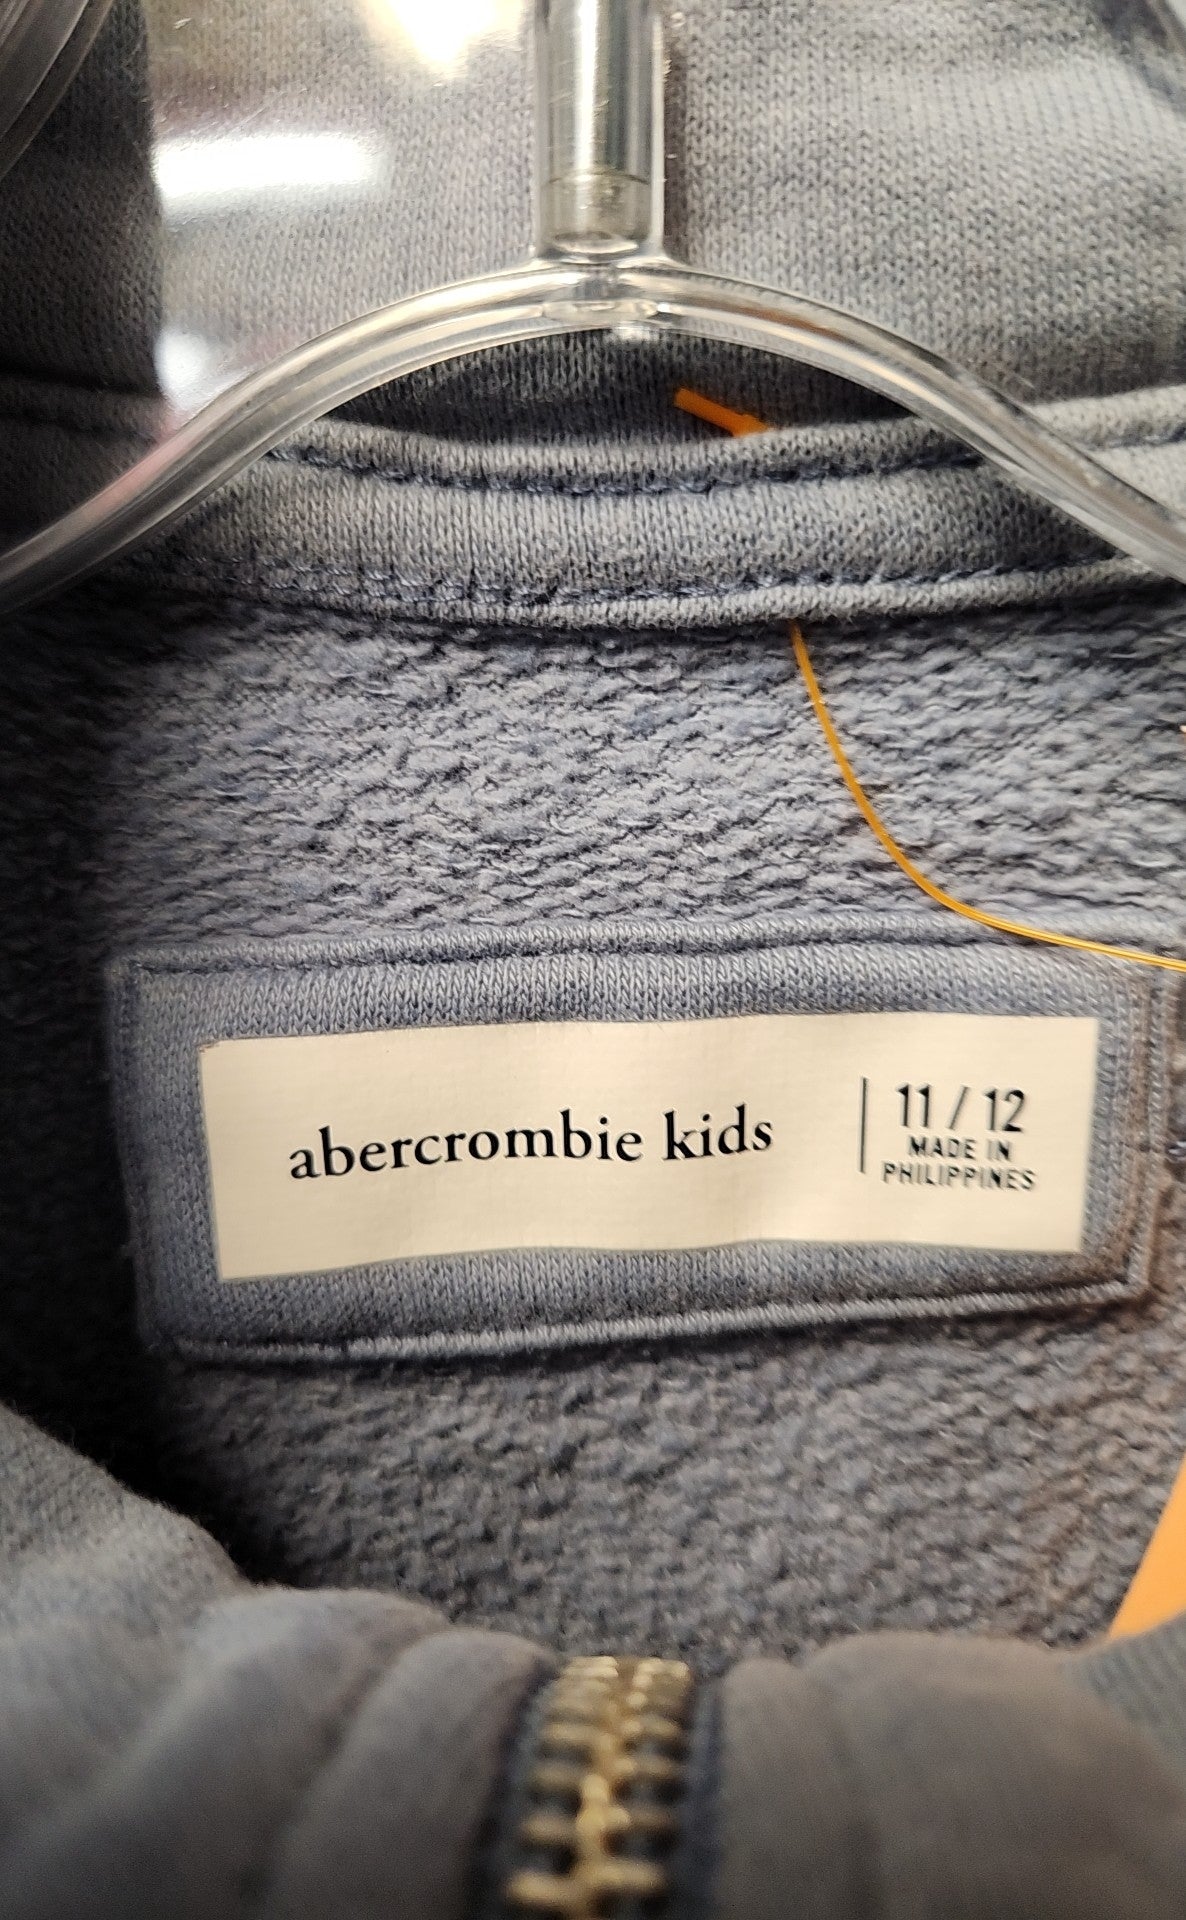 abercrombie kids
11 / 12
MADE IN
PHILIPPINES